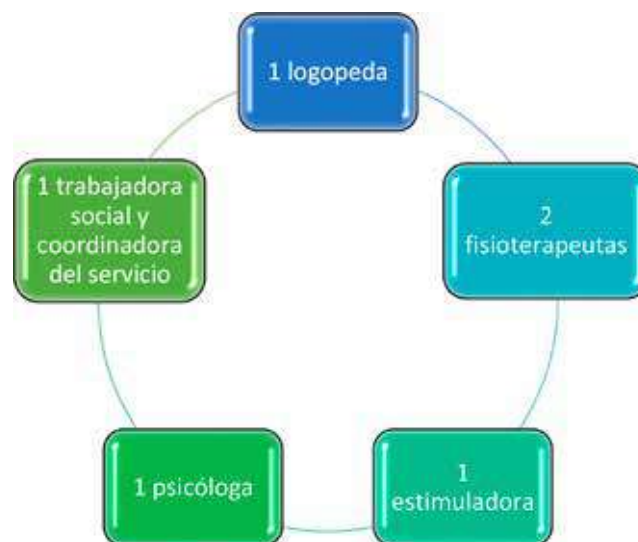 1 logopeda
2
fisioterapeutas
1
estimuladora
1 psicóloga
1 trabajadora
social y
coordinadora
del servicio